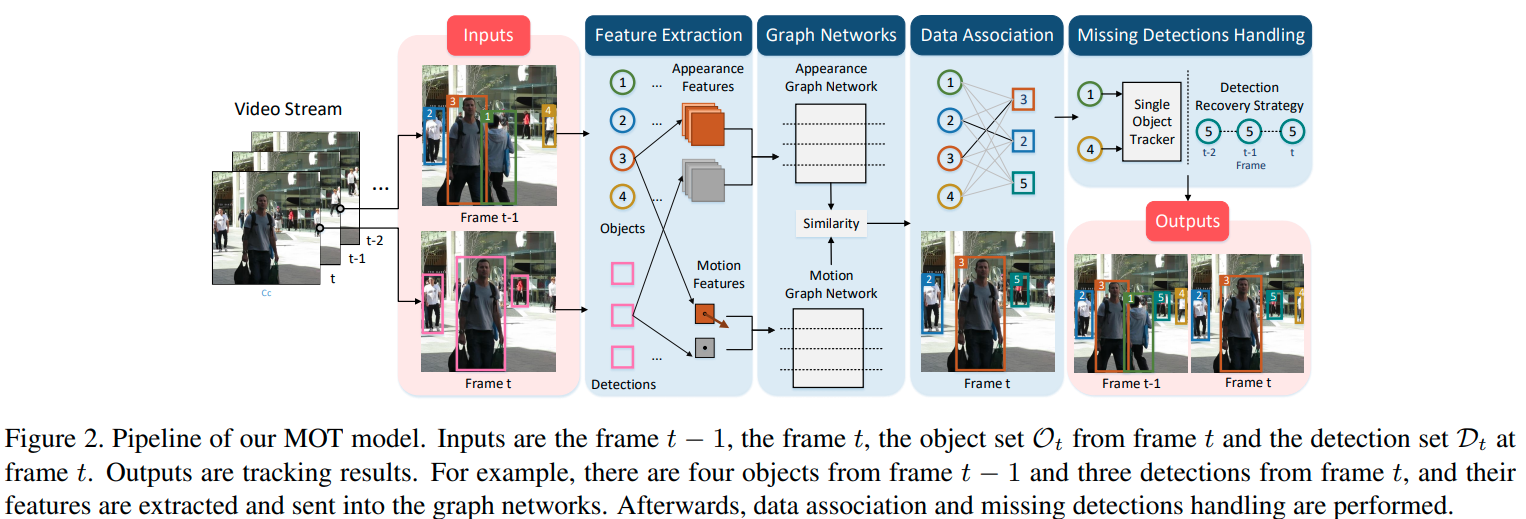 Inputs
Feature Extraction
Graph Networks
Data Association
Missing Detections Handling
Video Stream
...
t-2
t-1
t
Cc
2
3
1
4
Frame t-1
Frame t
1
...
2
...
3
4
...
Objects
Appearance
Features
Motion
Features
...
Detections
Appearance
Graph Network
Similarity
Motion
Graph Network
1
2
3
4
3
2
5
2
3
5
Frame t
1
4
Single
Object
Tracker
Detection
Recovery Strategy
5
5
5
t-2
t-1
t
Frame
Outputs
2
3
1
5
4
Frame t-1
2
3
5
Frame t
Figure 2. Pipeline of our MOT model. Inputs are the frame t − 1, the frame t, the object set 𝒪t from frame t and the detection set 𝒟t at
frame t. Outputs are tracking results. For example, there are four objects from frame t − 1 and three detections from frame t, and their
features are extracted and sent into the graph networks. Afterwards, data association and missing detections handling are performed.